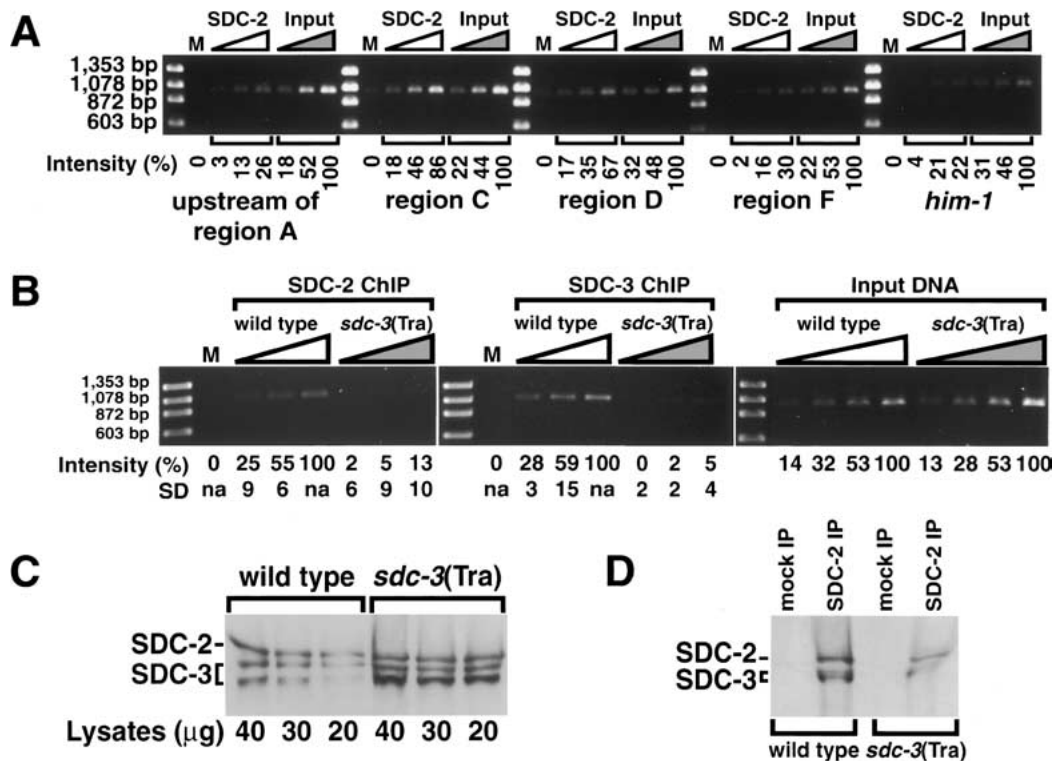 A
SDC-2 Input SDC-2 Input SDC-2 Input SDC-2 Input SDC-2 Input
M M M M M
1,353 bp
1,078 bp
872 bp
603 bp
Intensity (%) 0 3 13 26 18 52 100 0 18 46 86 22 44 100 0 17 35 67 32 48 100 0 2 16 30 22 53 100 0 4 21 22 31 46 100
upstream of region A
region C
region D
region F
him-1
B
SDC-2 ChIP SDC-3 ChIP Input DNA
wild type sdc-3(Tra) wild type sdc-3(Tra) wild type sdc-3(Tra)
M M
1,353 bp
1,078 bp
872 bp
603 bp
Intensity (%) 0 25 55 100 2 5 13 0 28 59 100 0 2 5 14 32 53 100 13 28 53 100
SD na 9 6 na 6 9 10 na 3 15 na 2 2 4
C
wild type sdc-3(Tra)
SDC-2
SDC-3
Lysates (µg) 40 30 20 40 30 20
D
mock IP SDC-2 IP mock IP SDC-2 IP
SDC-2
SDC-3
wild type sdc-3(Tra)